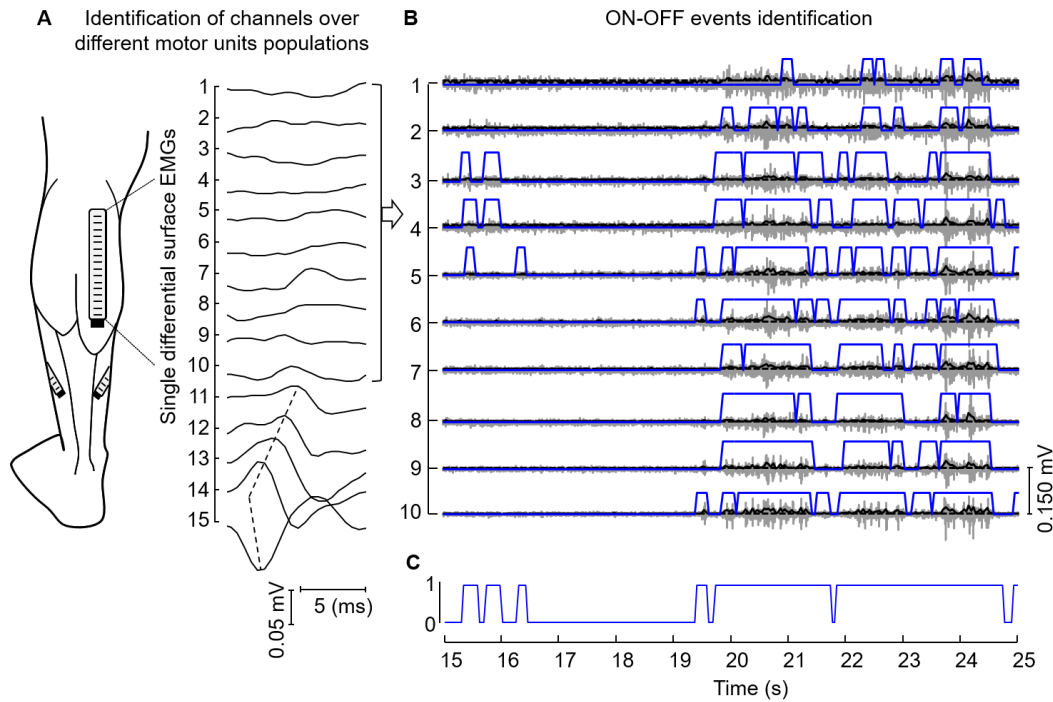 A
Identification of channels over
different motor units populations
Single differential surface EMGs
1
2
3
4
5
6
7
8
9
10
11
12
13
14
15
0.05 mV
5 (ms)
B
ON-OFF events identification
1
2
3
4
5
6
7
8
9
10
0.150 mV
C
1
0
15 16 17 18 19 20 21 22 23 24 25
Time (s)